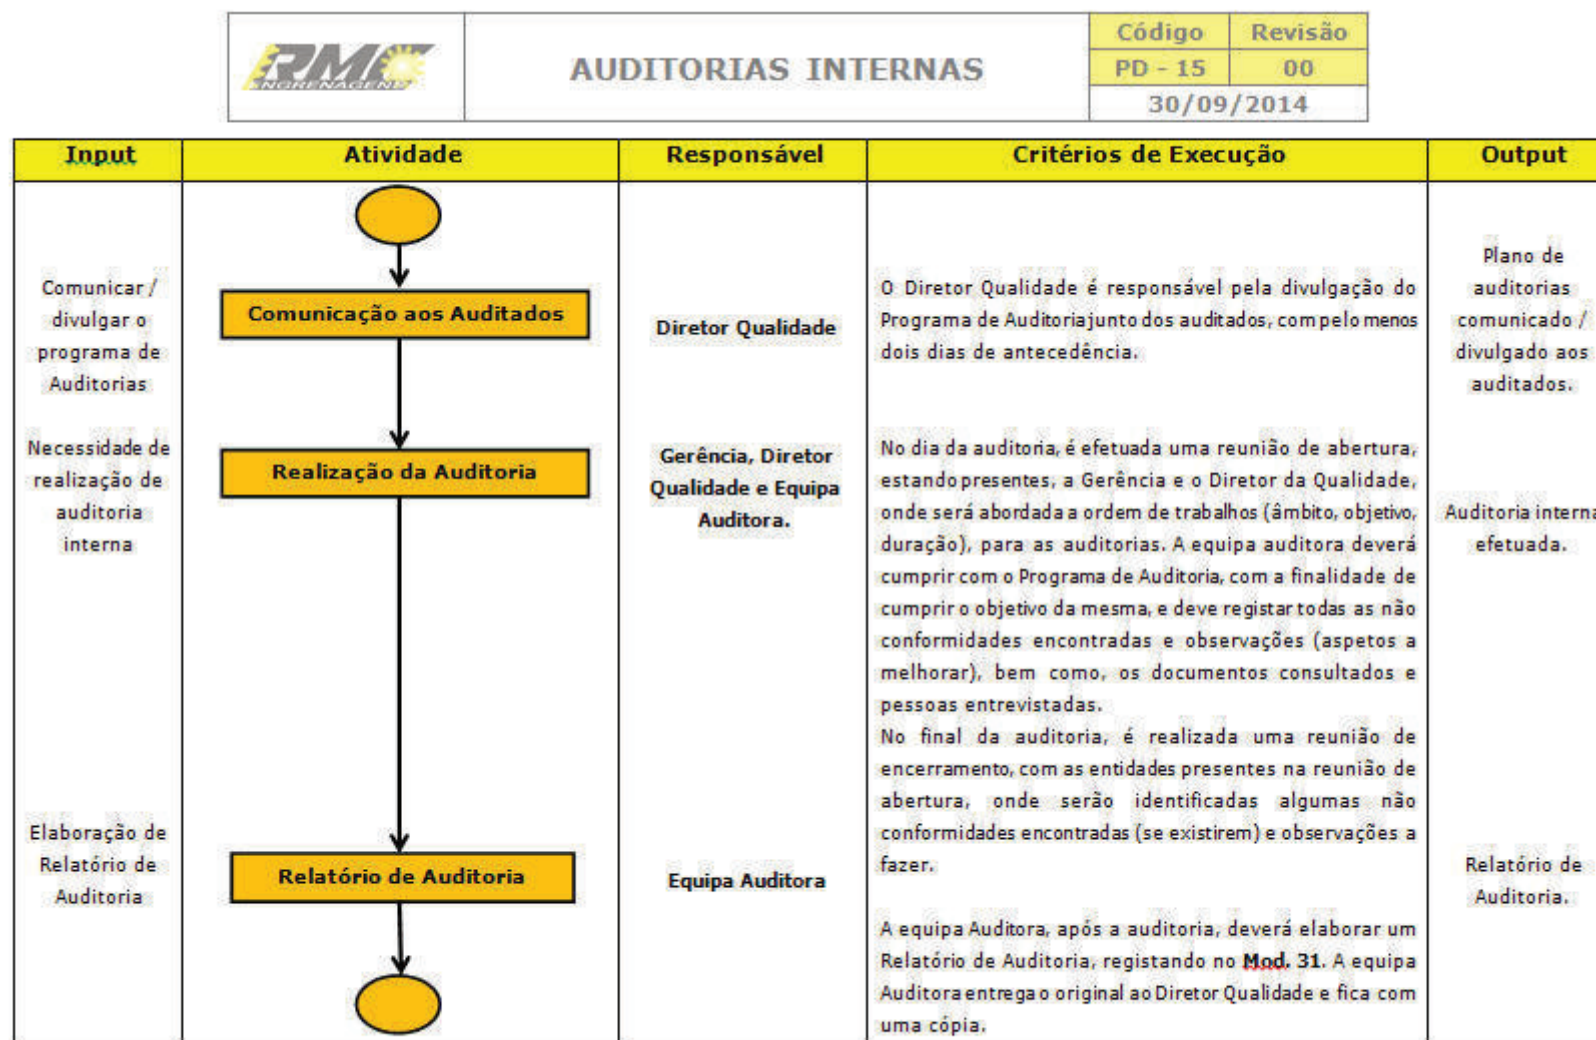 RMC
ENGRENAGENS
AUDITORIAS INTERNAS
Código Revisão
PD - 15 00
30/09/2014
Input Atividade Responsável Critérios de Execução Output
Comunicar /
divulgar o
programa de
Auditorias
Comunicação aos Auditados
Diretor Qualidade
O Diretor Qualidade é responsável pela divulgação do
Programa de Auditoria junto dos auditados, com pelo menos
dois dias de antecedência.
Plano de
auditorias
comunicado /
divulgado aos
auditados.
Necessidade de
realização de
auditoria
interna
Realização da Auditoria
Gerência, Diretor
Qualidade e Equipa
Auditora.
No dia da auditoria, é efetuada uma reunião de abertura,
estando presentes, a Gerência e o Diretor da Qualidade,
onde será abordada a ordem de trabalhos (âmbito, objetivo,
duração), para as auditorias. A equipa auditora deverá
cumprir com o Programa de Auditoria, com a finalidade de
cumprir o objetivo da mesma, e deve registar todas as não
conformidades encontradas e observações (aspetos a
melhorar), bem como, os documentos consultados e
pessoas entrevistadas.
No final da auditoria, é realizada uma reunião de
encerramento, com as entidades presentes na reunião de
abertura, onde serão identificadas algumas não
conformidades encontradas (se existirem) e observações a
fazer.
Auditoria interna
efetuada.
Elaboração de
Relatório de
Auditoria
Relatório de Auditoria
Equipa Auditora
A equipa Auditora, após a auditoria, deverá elaborar um
Relatório de Auditoria, registando no Mod. 31. A equipa
Auditora entrega o original ao Diretor Qualidade e fica com
uma cópia.
Relatório de
Auditoria.